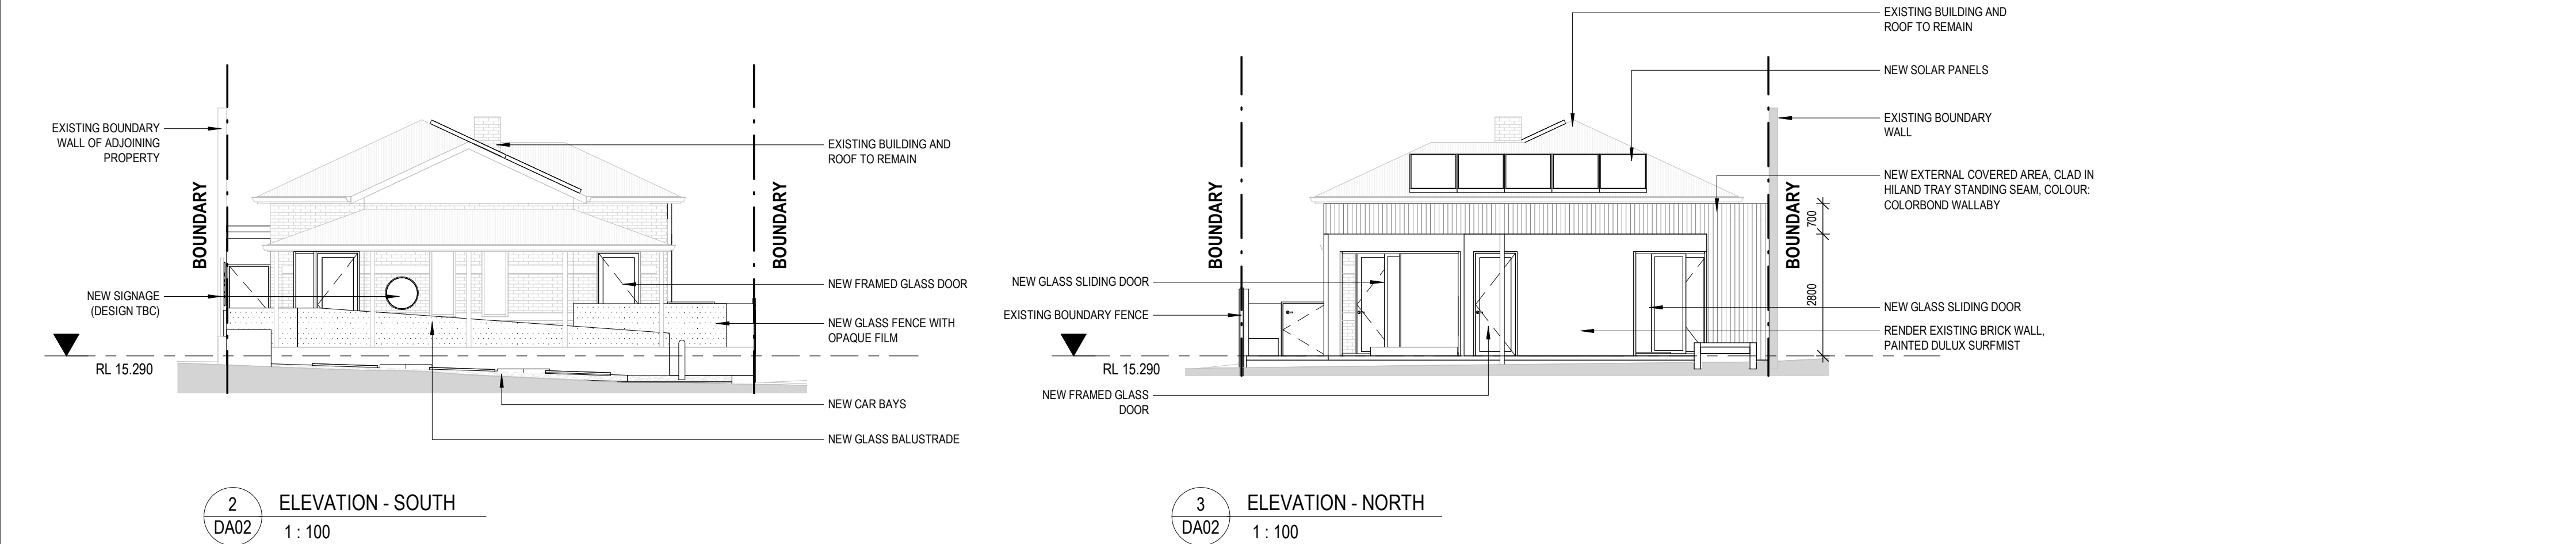 EXISTING BOUNDARY
WALL OF ADJOINING
PROPERTY
BOUNDARY
NEW SIGNAGE
(DESIGN TBC)
RL 15.290
BOUNDARY
EXISTING BUILDING AND
ROOF TO REMAIN
NEW FRAMED GLASS DOOR
NEW GLASS FENCE WITH
OPAQUE FILM
NEW CAR BAYS
NEW GLASS BALUSTRADE
2
DA02
ELEVATION - SOUTH
1 : 100
BOUNDARY
NEW GLASS SLIDING DOOR
EXISTING BOUNDARY FENCE
RL 15.290
NEW FRAMED GLASS
DOOR
BOUNDARY
700
2800
EXISTING BUILDING AND
ROOF TO REMAIN
NEW SOLAR PANELS
EXISTING BOUNDARY
WALL
NEW EXTERNAL COVERED AREA, CLAD IN
HILAND TRAY STANDING SEAM, COLOUR:
COLORBOND WALLABY
NEW GLASS SLIDING DOOR
RENDER EXISTING BRICK WALL,
PAINTED DULUX SURFMIST
3
DA02
ELEVATION - NORTH
1 : 100